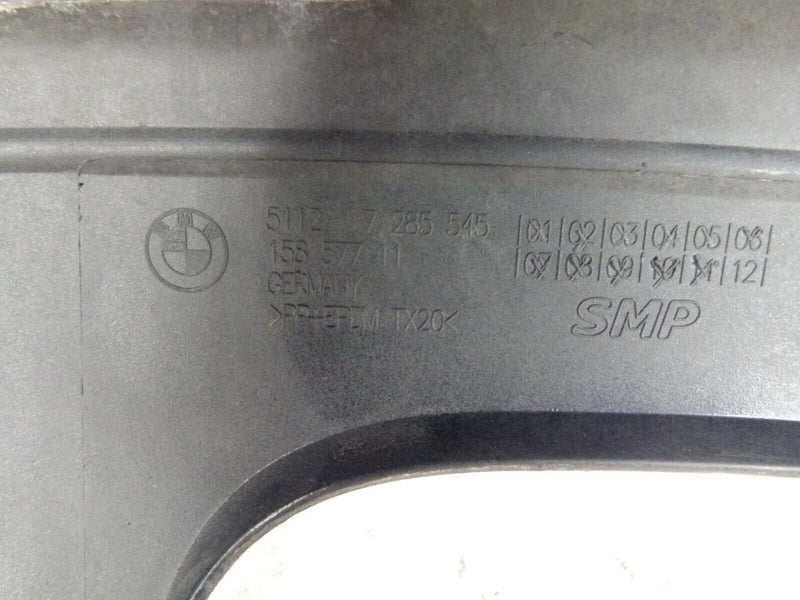 BMW
5112 7 285 545
158 577 11
GERMANY
>PP+EPDM TX20<
|01|02|03|04|05|06|
|07|08|09|10|11|12|
SMP